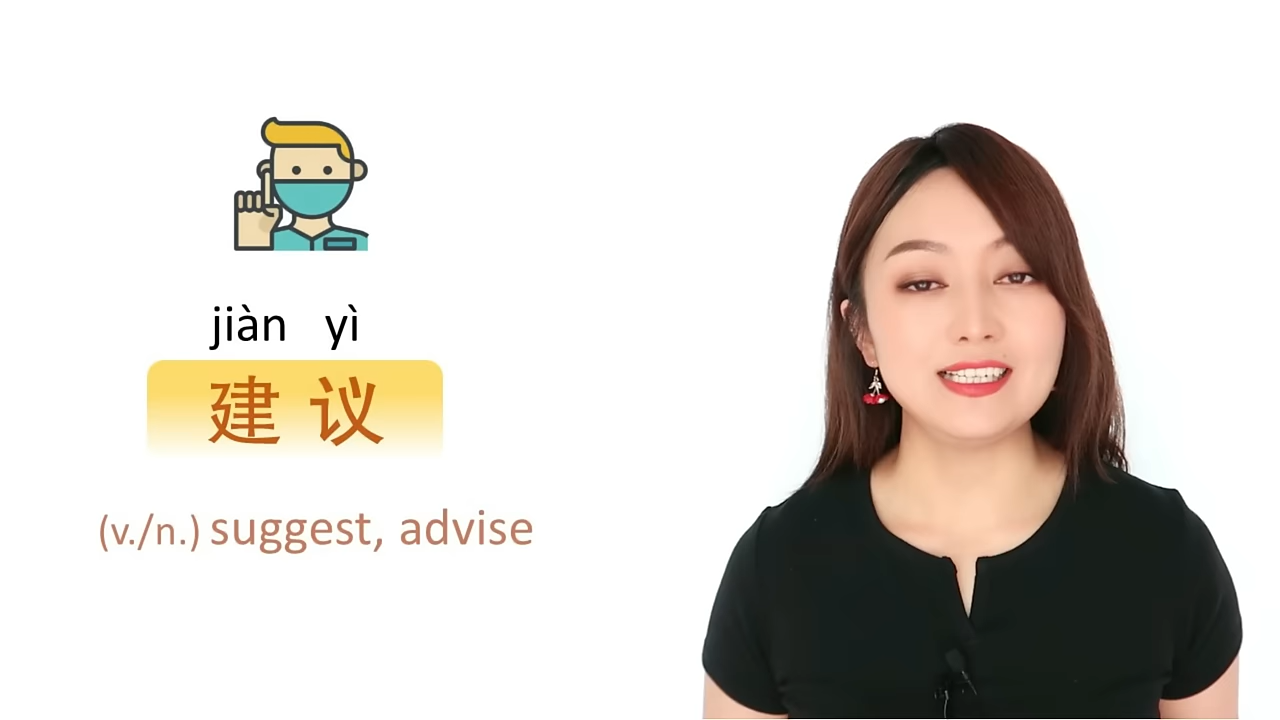 jiàn yì
建议
(v./n.) suggest, advise